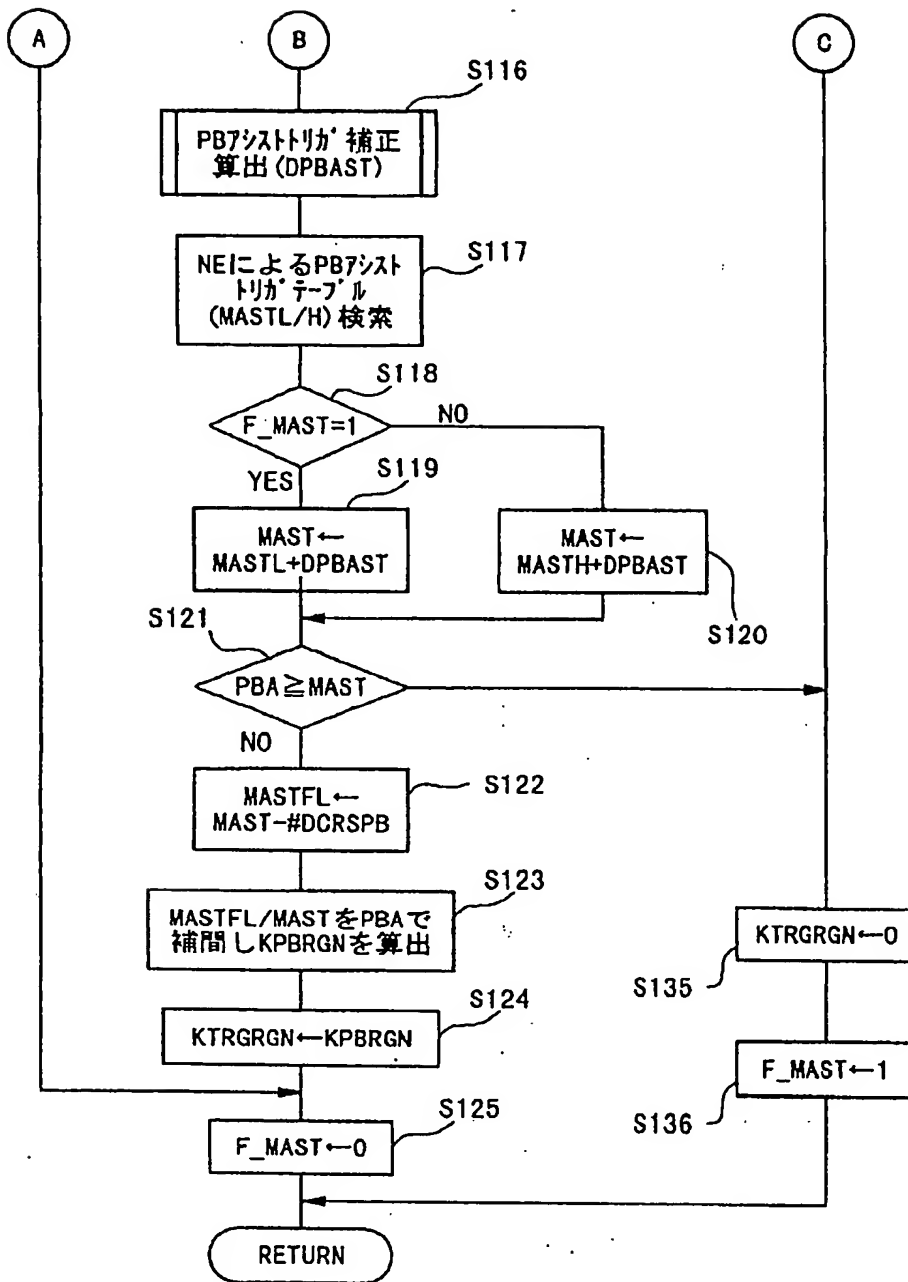 A
B
C
S116
PBアシストトリガ補正
算出(DPBAST)
S117
NEによるPBアシスト
トリガテーブル
(MASTL/H)検索
S118
F_MAST=1
NO
YES
S119
MAST←
MASTL+DPBAST
MAST←
MASTH+DPBAST
S120
S121
PBA≧MAST
NO
S122
MASTFL←
MAST-#DCRSPB
S123
MASTFL/MASTをPBAで
補間しKPBRGNを算出
KTRGRGN←0
S135
S124
KTRGRGN←KPBRGN
F_MAST←1
S136
S125
F_MAST←0
RETURN